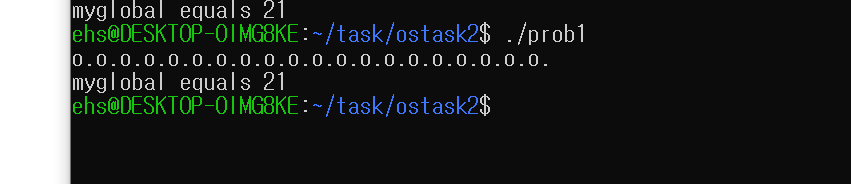 myglobal equals 21
ehs@DESKTOP-OIMG8KE:~/task/ostask2$ ./prob1
o.o.o.o.o.o.o.o.o.o.o.o.o.o.o.o.o.o.o.o.
myglobal equals 21
ehs@DESKTOP-OIMG8KE:~/task/ostask2$